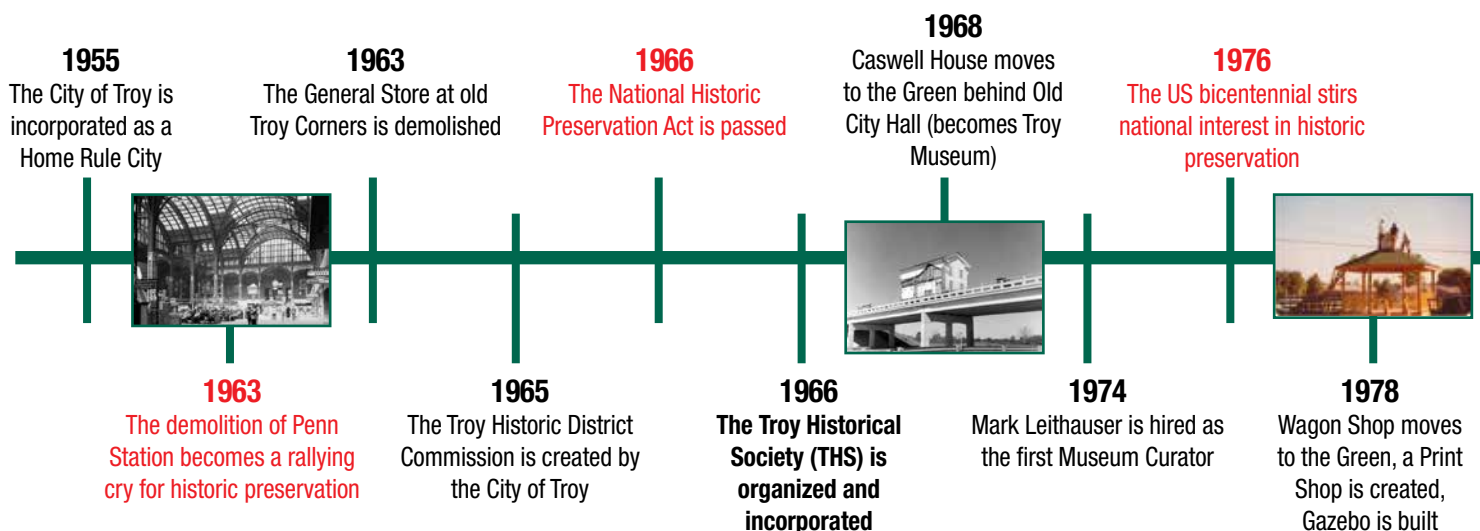 1955
The City of Troy is
incorporated as a
Home Rule City
1963
The demolition of Penn
Station becomes a rallying
cry for historic preservation
1963
The General Store at old
Troy Corners is demolished
1965
The Troy Historic District
Commission is created by
the City of Troy
1966
The National Historic
Preservation Act is passed
1966
The Troy Historical
Society (THS) is
organized and
incorporated
1968
Caswell House moves
to the Green behind Old
City Hall (becomes Troy
Museum)
1974
Mark Leithauser is hired as
the first Museum Curator
1976
The US bicentennial stirs
national interest in historic
preservation
1978
Wagon Shop moves
to the Green, a Print
Shop is created,
Gazebo is built